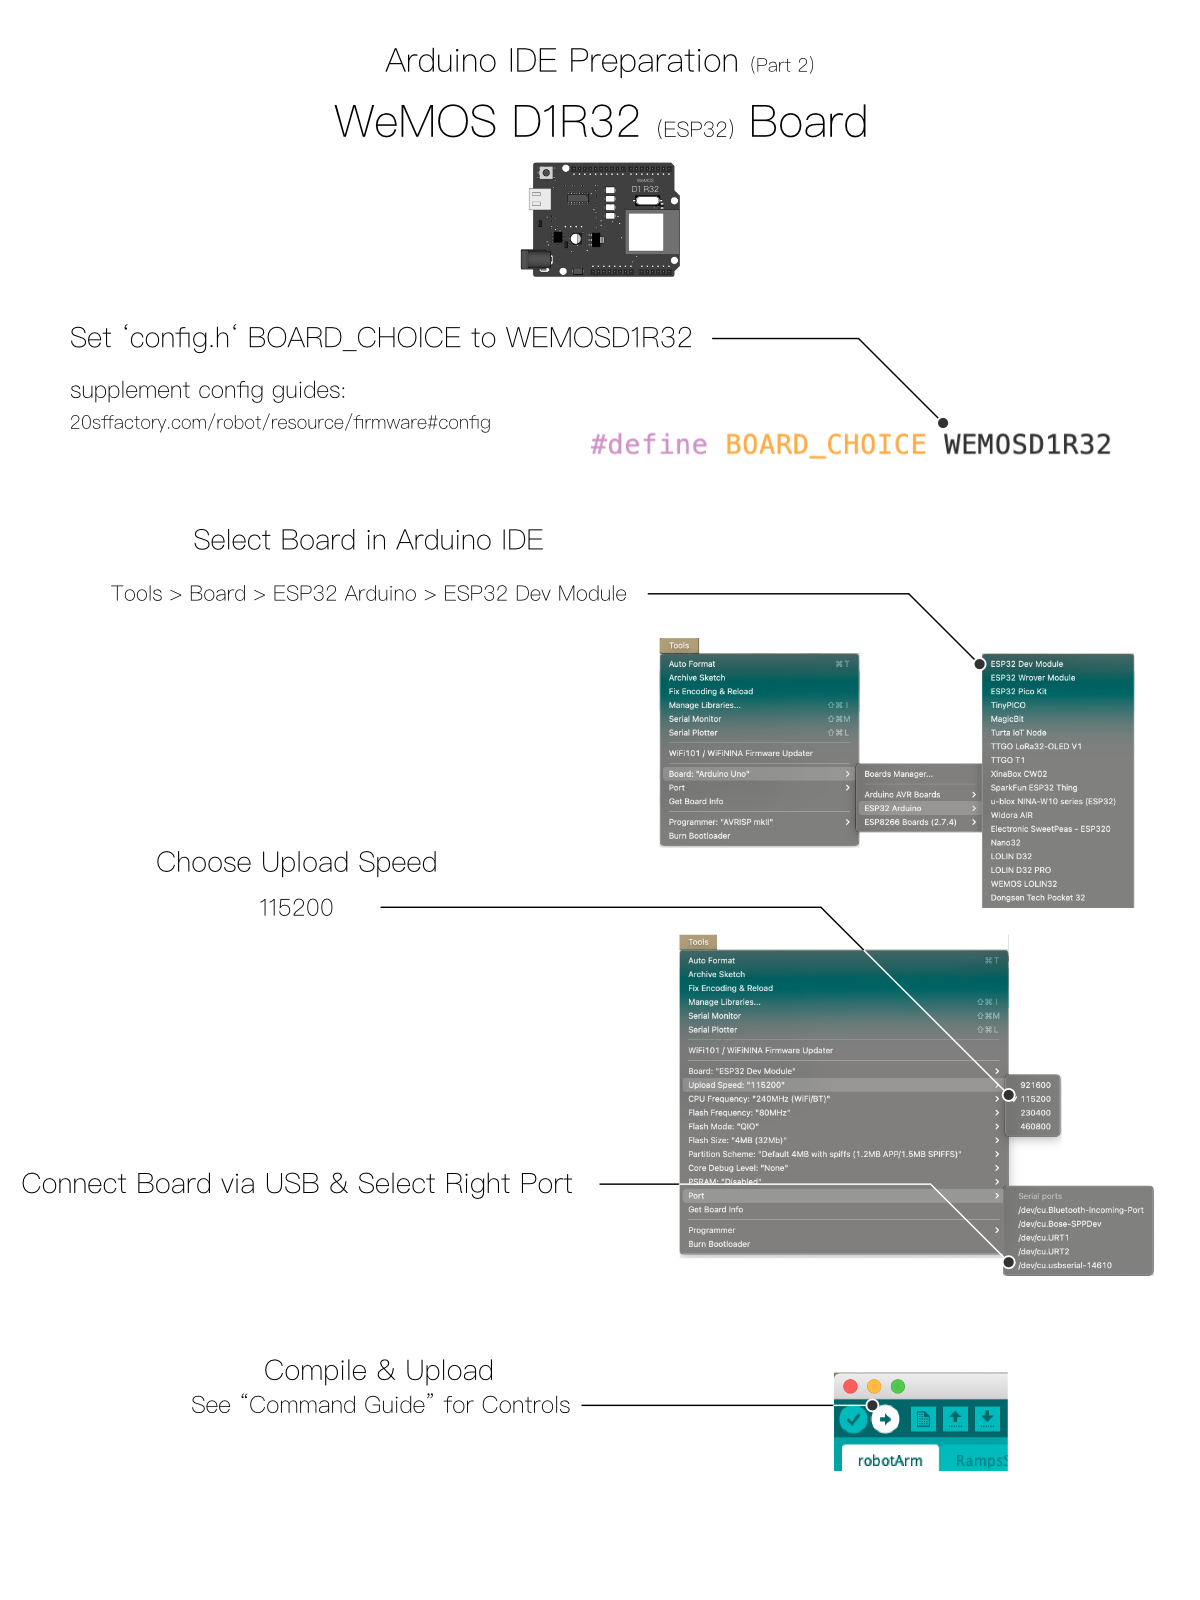 Arduino IDE Preparation (Part 2)
WeMOS D1R32 (ESP32) Board
WeMOS
D1 R32
Set ‘config.h‘ BOARD_CHOICE to WEMOSD1R32
supplement config guides:
20sffactory.com/robot/resource/firmware#config
#define BOARD_CHOICE WEMOSD1R32
Select Board in Arduino IDE
Tools > Board > ESP32 Arduino > ESP32 Dev Module
Tools
Auto Format ⌘T
Archive Sketch
Fix Encoding & Reload
Manage Libraries... ⇧⌘I
Serial Monitor ⇧⌘M
Serial Plotter ⇧⌘L
WiFi101 / WiFiNINA Firmware Updater
Board: "Arduino Uno"
Port
Get Board Info
Programmer: "AVRISP mkII"
Burn Bootloader
Boards Manager...
Arduino AVR Boards
ESP32 Arduino
ESP8266 Boards (2.7.4)
ESP32 Dev Module
ESP32 Wrover Module
ESP32 Pico Kit
TinyPICO
MagicBit
Turta IoT Node
TTGO LoRa32-OLED V1
TTGO T1
XinaBox CW02
SparkFun ESP32 Thing
u-blox NINA-W10 series (ESP32)
Widora AIR
Electronic SweetPeas - ESP320
Nano32
LOLIN D32
LOLIN D32 PRO
WEMOS LOLIN32
Dongsen Tech Pocket 32
Choose Upload Speed
115200
Tools
Auto Format ⌘T
Archive Sketch
Fix Encoding & Reload
Manage Libraries... ⇧⌘I
Serial Monitor ⇧⌘M
Serial Plotter ⇧⌘L
WiFi101 / WiFiNINA Firmware Updater
Board: "ESP32 Dev Module"
Upload Speed: "115200"
CPU Frequency: "240MHz (WiFi/BT)"
Flash Frequency: "80MHz"
Flash Mode: "QIO"
Flash Size: "4MB (32Mb)"
Partition Scheme: "Default 4MB with spiffs (1.2MB APP/1.5MB SPIFFS)"
Core Debug Level: "None"
PSRAM: "Disabled"
Port
Get Board Info
Programmer
Burn Bootloader
921600
115200
230400
460800
Connect Board via USB & Select Right Port
Serial ports
/dev/cu.Bluetooth-Incoming-Port
/dev/cu.Bose-SPPDev
/dev/cu.URT1
/dev/cu.URT2
/dev/cu.usbserial-14610
Compile & Upload
See “Command Guide” for Controls
robotArm RampsS